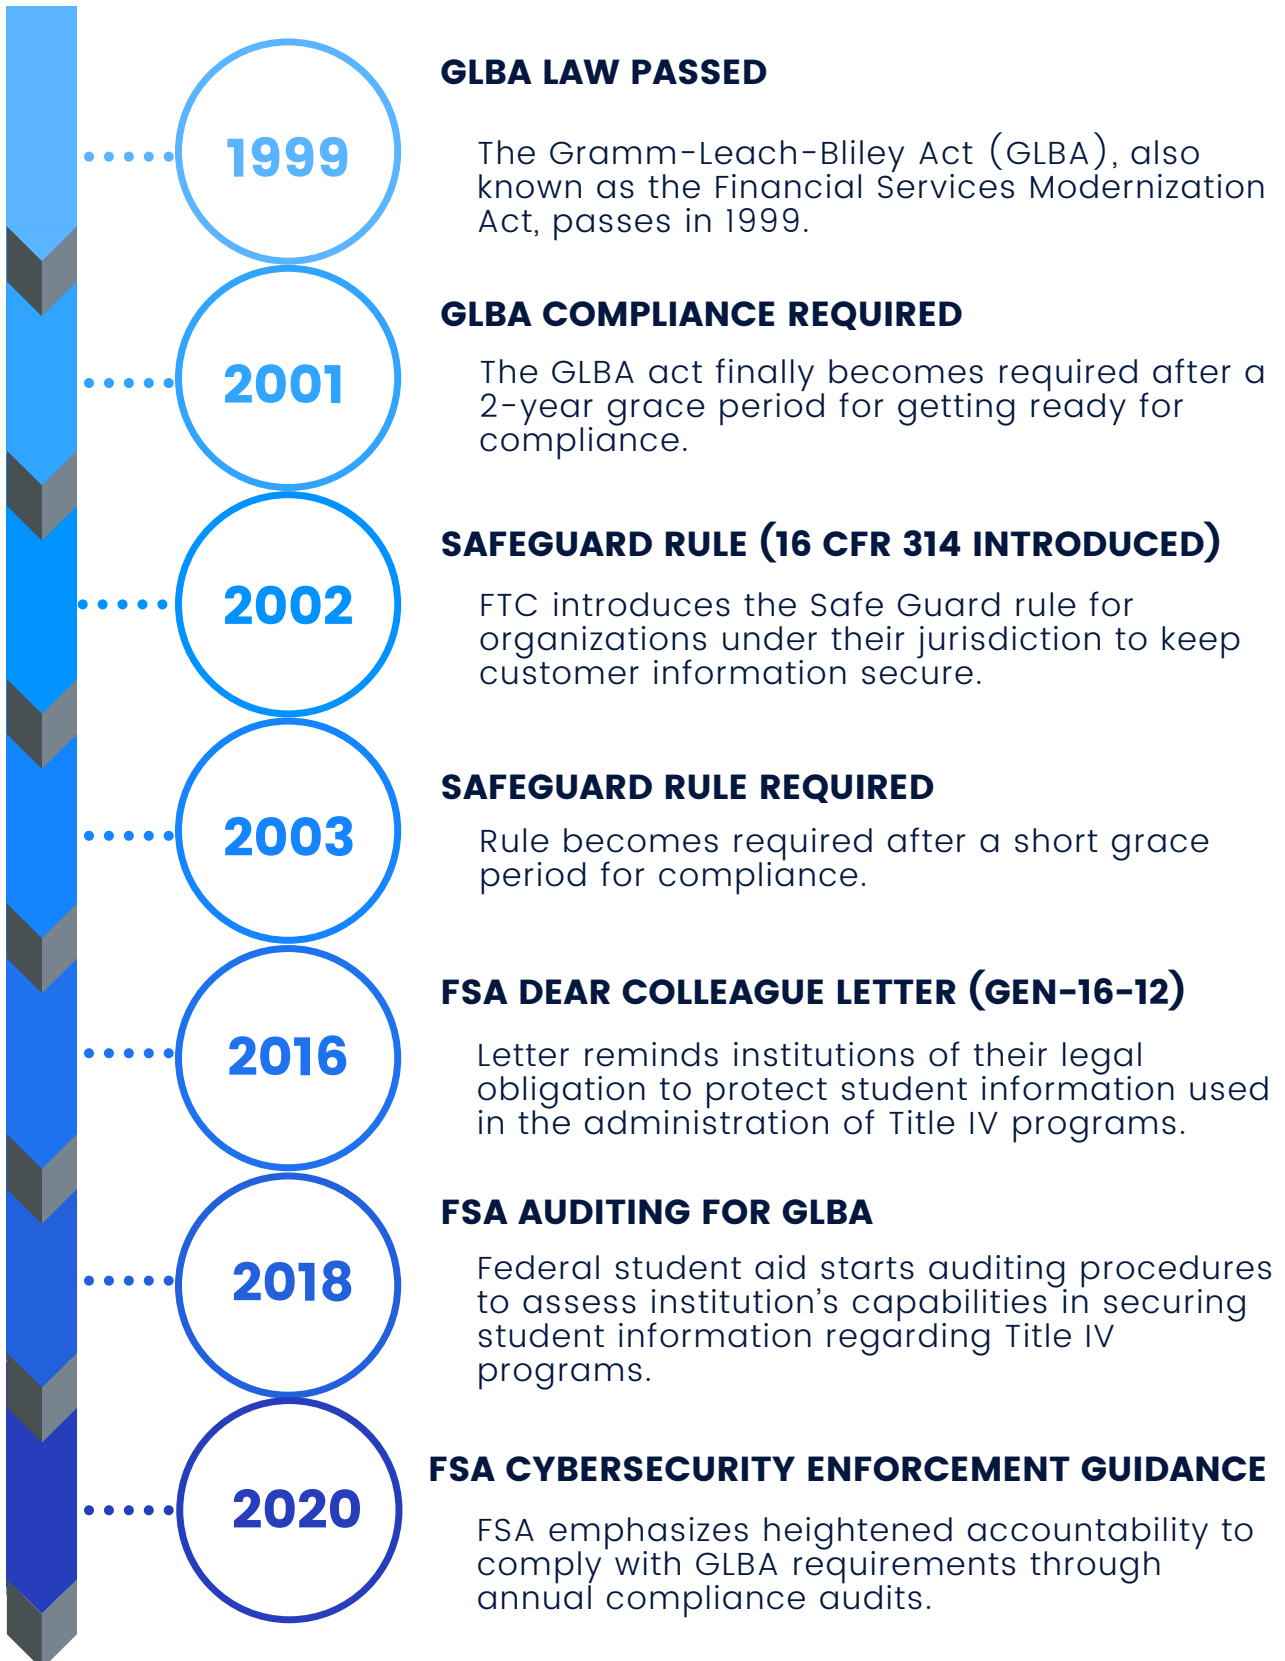 GLBA LAW PASSED
1999
The Gramm-Leach-Bliley Act (GLBA), also
known as the Financial Services Modernization
Act, passes in 1999.
GLBA COMPLIANCE REQUIRED
2001
The GLBA act finally becomes required after a
2-year grace period for getting ready for
compliance.
SAFEGUARD RULE (16 CFR 314 INTRODUCED)
2002
FTC introduces the Safe Guard rule for
organizations under their jurisdiction to keep
customer information secure.
SAFEGUARD RULE REQUIRED
2003
Rule becomes required after a short grace
period for compliance.
FSA DEAR COLLEAGUE LETTER (GEN-16-12)
2016
Letter reminds institutions of their legal
obligation to protect student information used
in the administration of Title IV programs.
FSA AUDITING FOR GLBA
2018
Federal student aid starts auditing procedures
to assess institution's capabilities in securing
student information regarding Title IV
programs.
FSA CYBERSECURITY ENFORCEMENT GUIDANCE
2020
FSA emphasizes heightened accountability to
comply with GLBA requirements through
annual compliance audits.